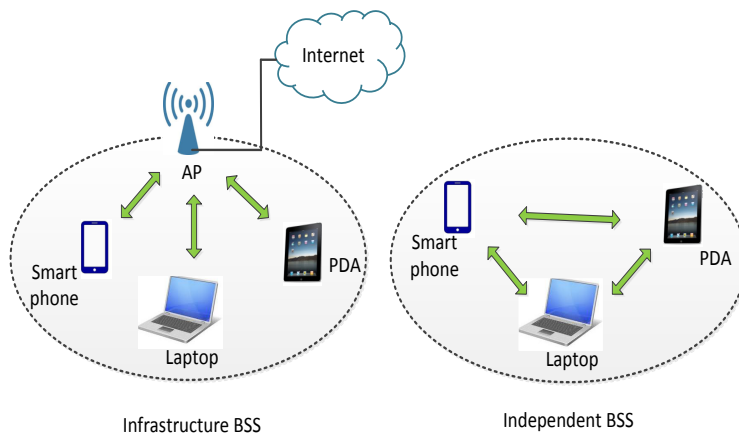 Internet
AP
Smart
phone
PDA
Laptop
Infrastructure BSS
Smart
phone
PDA
Laptop
Independent BSS